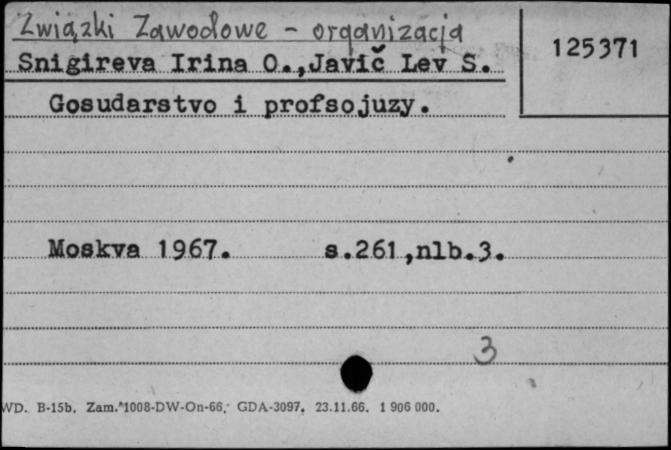 Związki Zawodowe - organizacja
125371
Snigireva Irina O.,Javič Lev S.
Gosudarstvo i profsojuzy.
Moskva 1967. s.261,nlb.3.
3
WD. B-15b. Zam. 1008-DW-On-66. GDA-3097. 23.11.66. 1 906 000.